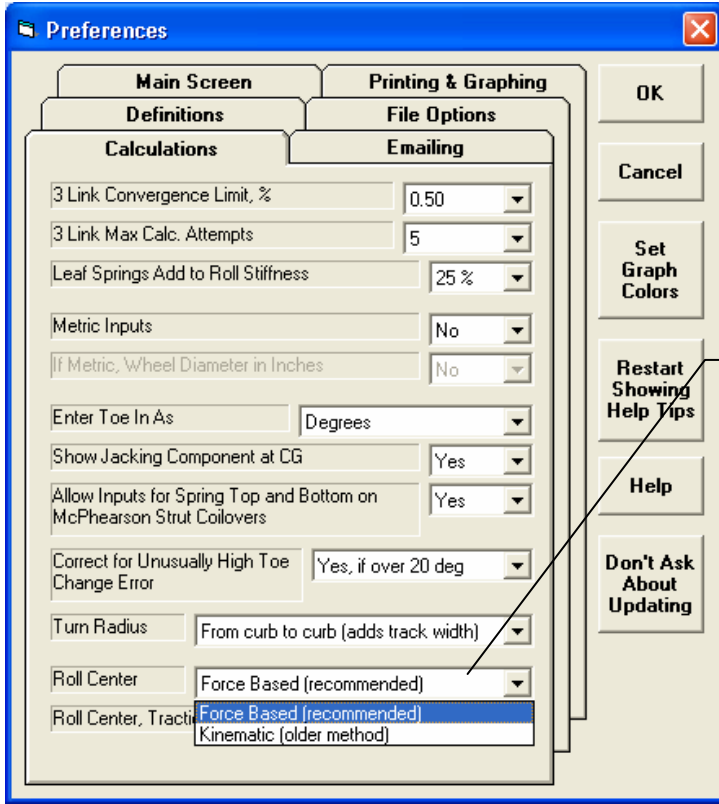 Preferences
Main Screen
Printing & Graphing
Definitions
File Options
Calculations
Emailing
3 Link Convergence Limit, %
0.50
3 Link Max Calc. Attempts
5
Leaf Springs Add to Roll Stiffness
25 %
Metric Inputs
No
If Metric, Wheel Diameter in Inches
No
Enter Toe In As
Degrees
Show Jacking Component at CG
Yes
Allow Inputs for Spring Top and Bottom on
McPhearson Strut Coilovers
Yes
Correct for Unusually High Toe
Change Error
Yes, if over 20 deg
Turn Radius
From curb to curb (adds track width)
Roll Center
Force Based (recommended)
Roll Center,
Force Based (recommended)
Kinematic (older method)
OK
Cancel
Set
Graph
Colors
Restart
Showing
Help Tips
Help
Don't Ask
About
Updating